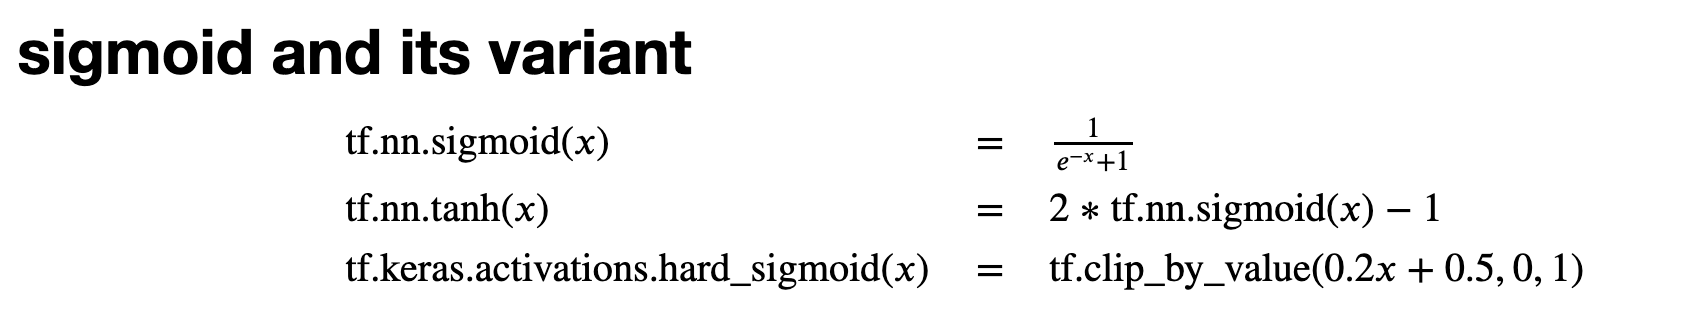 sigmoid and its variant
tf.nn.sigmoid(x) = \frac{1}{e^{-x}+1}
tf.nn.tanh(x) = 2 * tf.nn.sigmoid(x) − 1
tf.keras.activations.hard_sigmoid(x) = tf.clip_by_value(0.2x + 0.5, 0, 1)